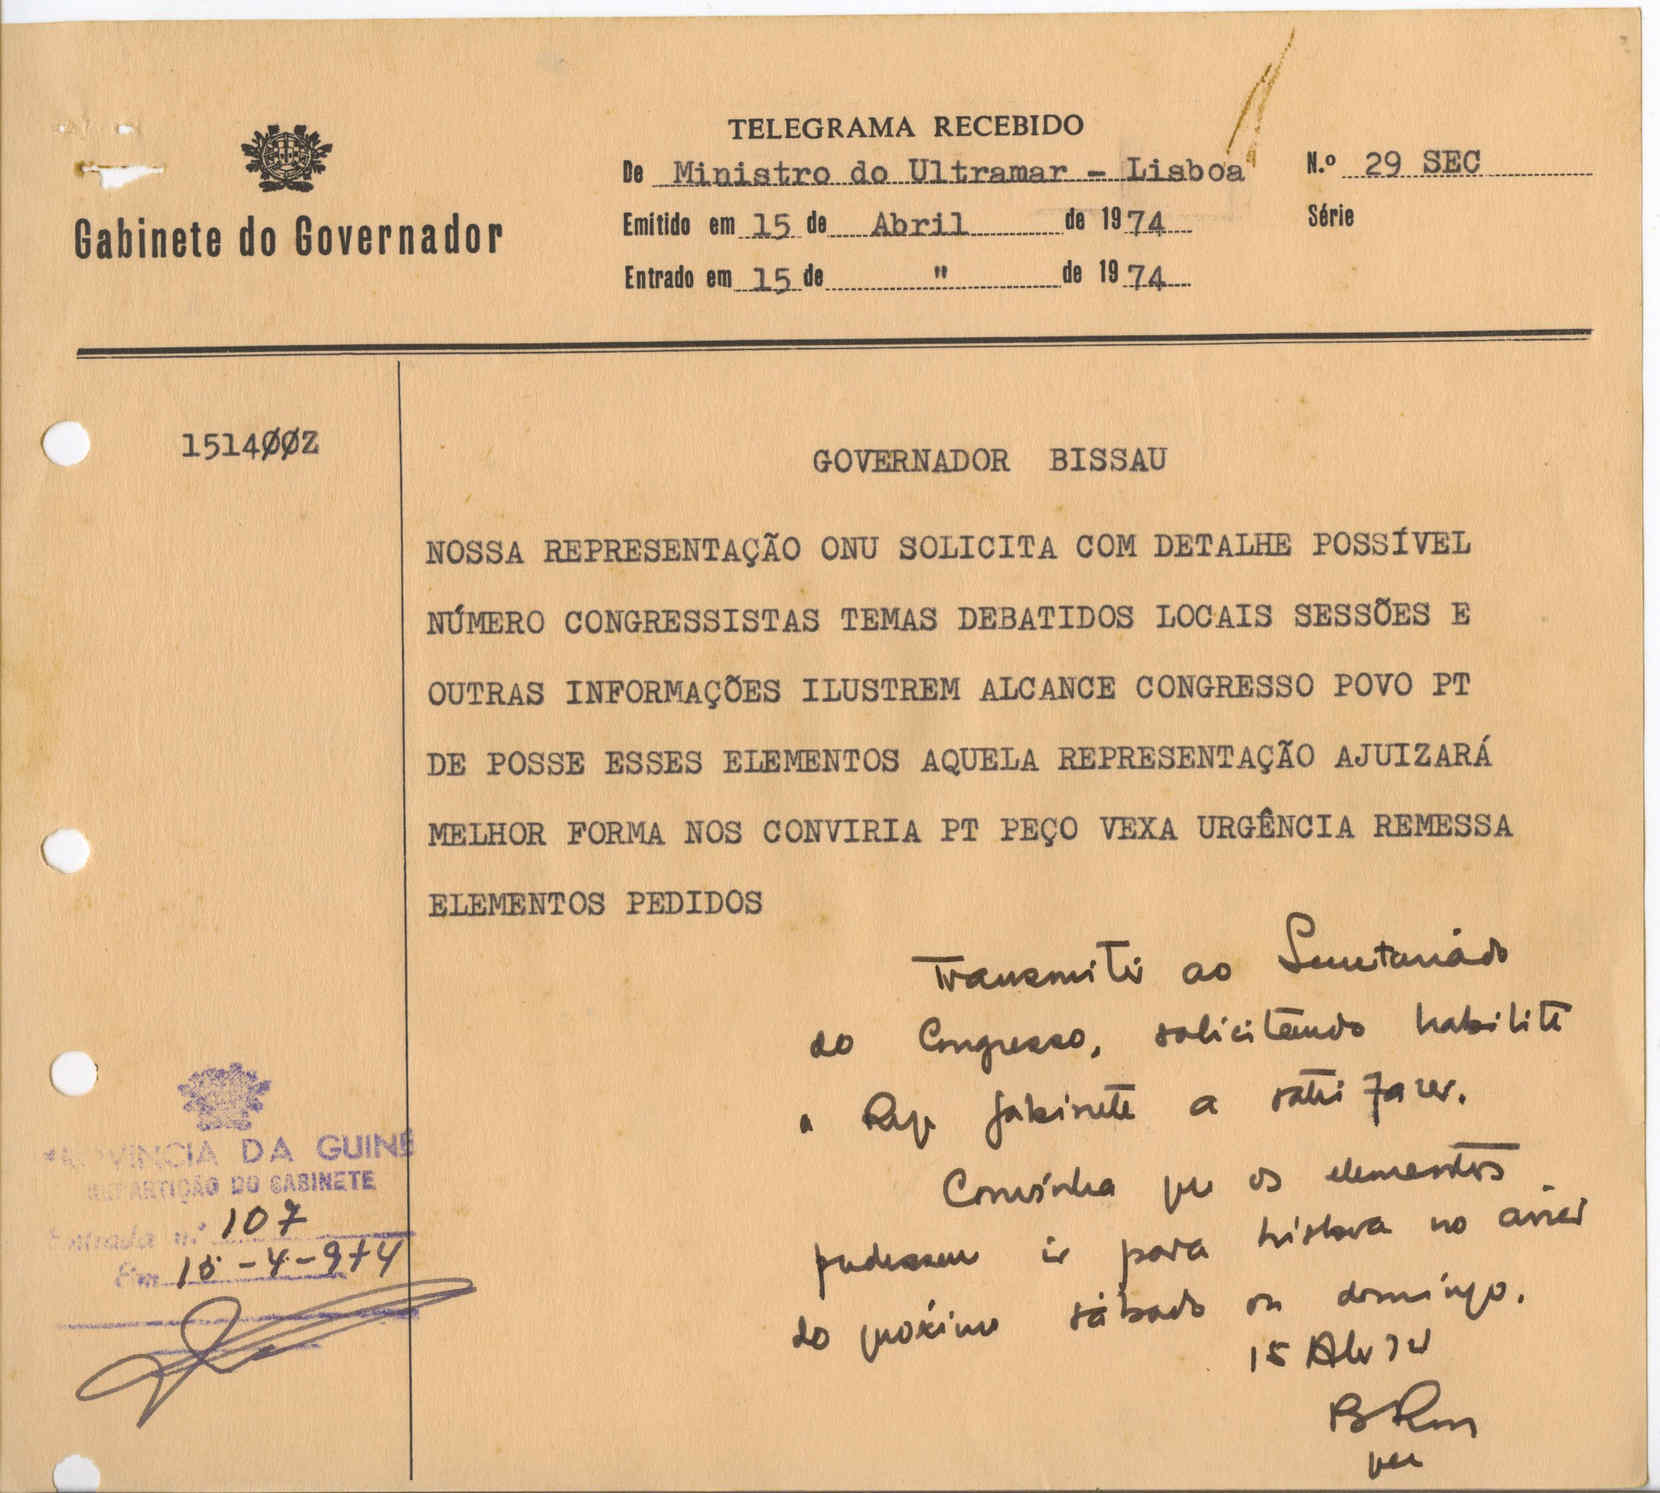 TELEGRAMA RECEBIDO
De Ministro do Ultramar - Lisboa
N.º 29 SEC
Gabinete do Governador
Emitido em 15 de Abril de 1974
Série
Entrado em 15 de " de 1974
1514ØØZ
GOVERNADOR BISSAU
NOSSA REPRESENTAÇÃO ONU SOLICITA COM DETALHE POSSÍVEL
NÚMERO CONGRESSISTAS TEMAS DEBATIDOS LOCAIS SESSÕES E
OUTRAS INFORMAÇÕES ILUSTREM ALCANCE CONGRESSO POVO PT
DE POSSE ESSES ELEMENTOS AQUELA REPRESENTAÇÃO AJUIZARÁ
MELHOR FORMA NOS CONVIRIA PT PEÇO VEXA URGÊNCIA REMESSA
ELEMENTOS PEDIDOS
Transmitir ao Secretariado
do Congresso, solicitando habilite
a Rep Gabinete a satisfazer.
Convinha que os elementos
pudessem ir para Lisboa no avião
do próximo sábado ou domingo.
15 Abr 74
PROVINCIA DA GUINÉ
REPARTIÇÃO DO GABINETE
Entrada n.º 107
Em 15-4-974